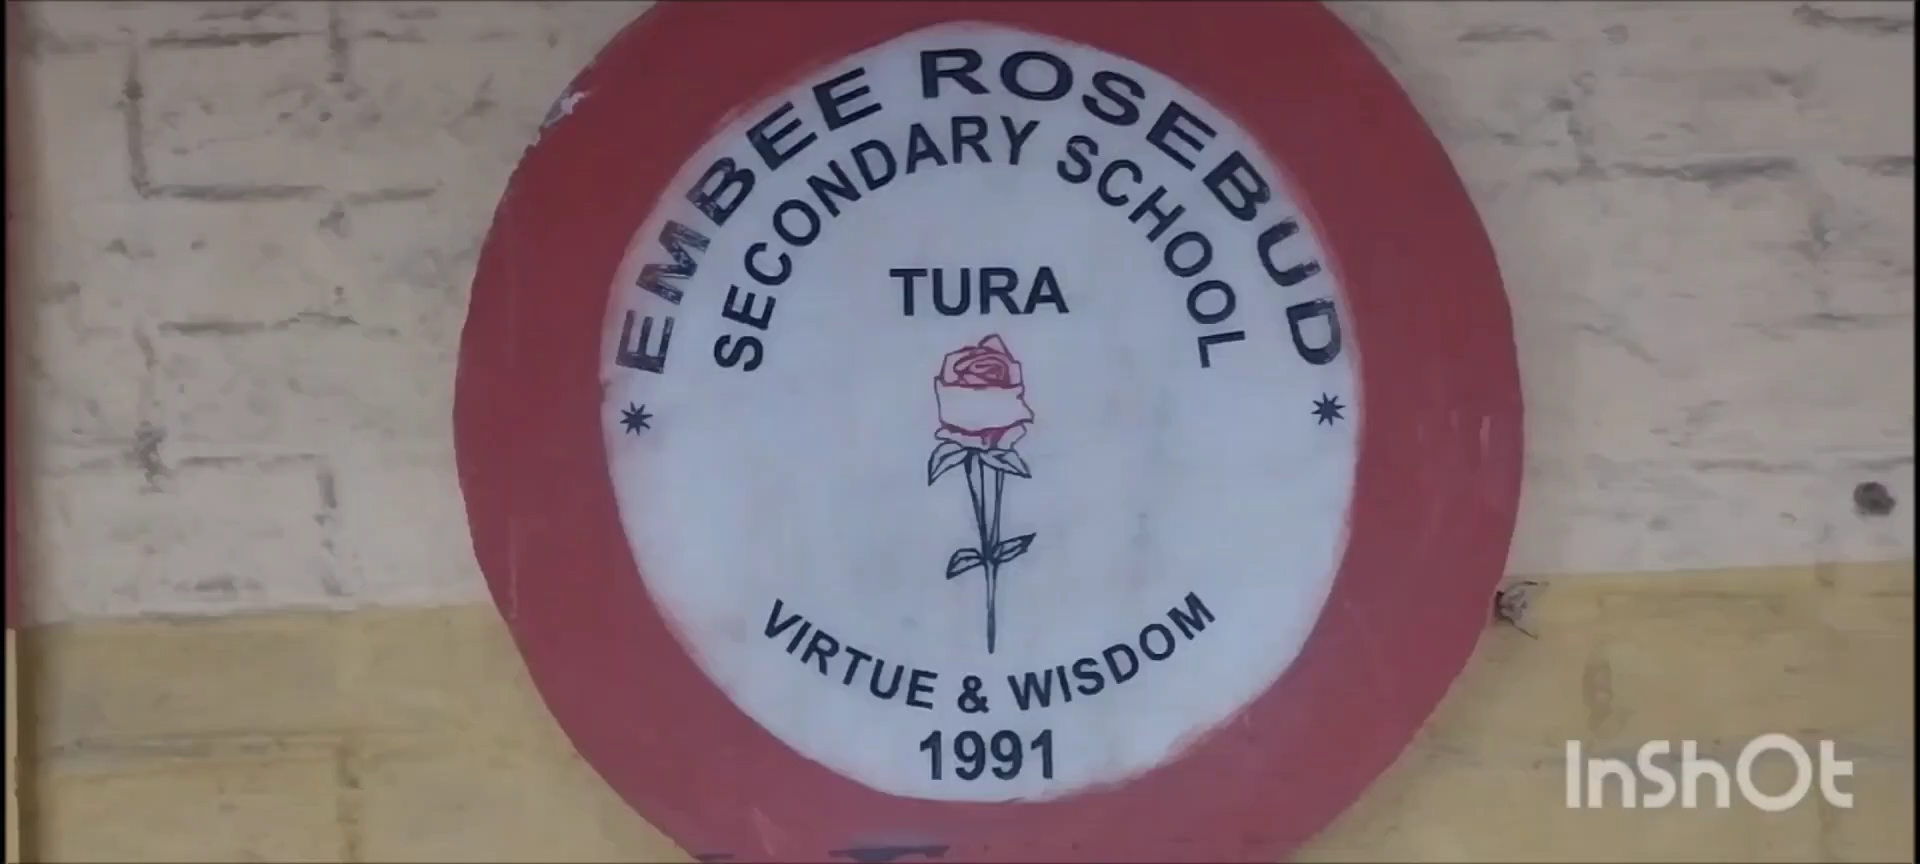 EMBEE ROSEBUD
SECONDARY SCHOOL
TURA
VIRTUE & WISDOM
1991
InShOt